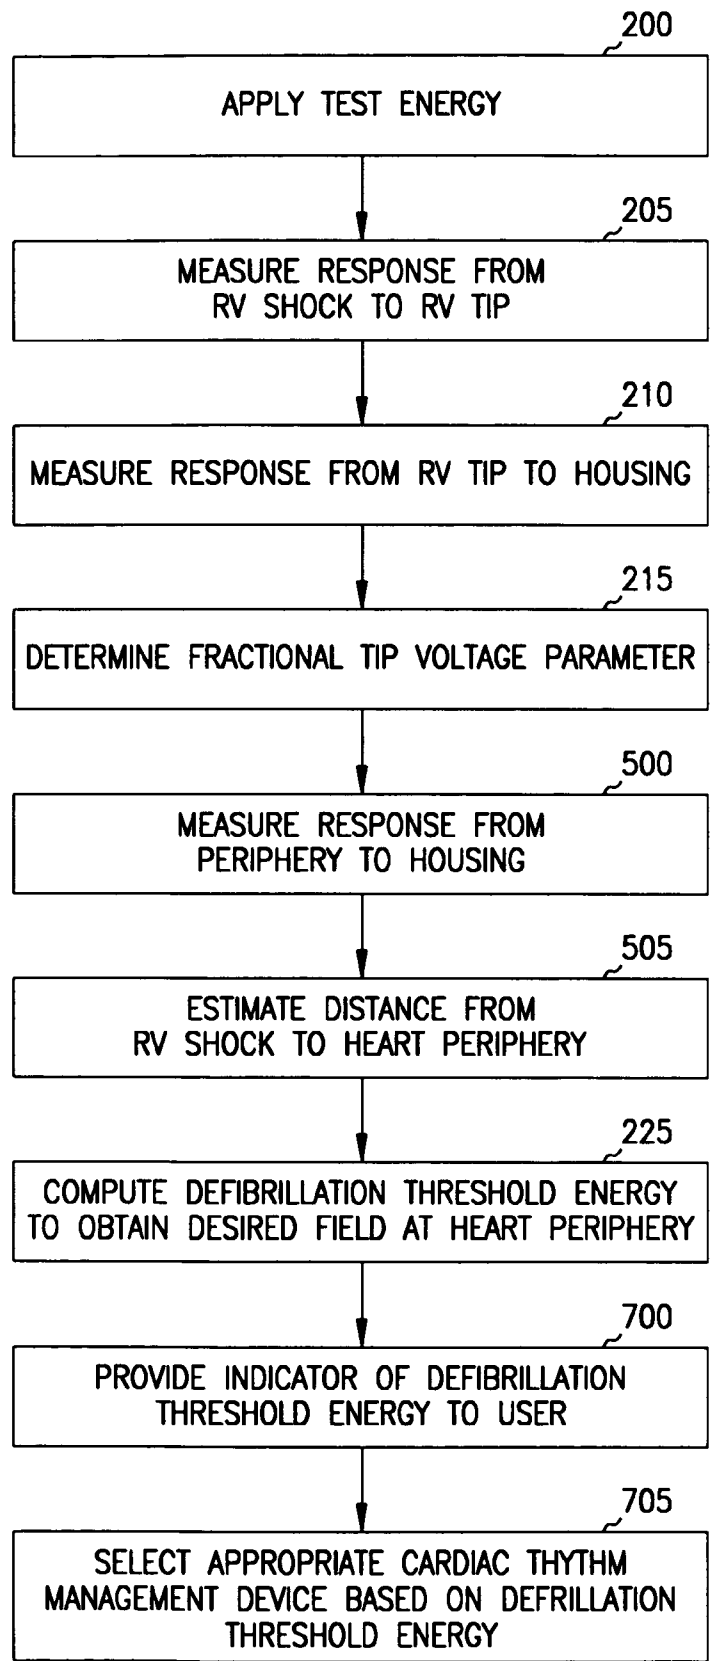 200
APPLY TEST ENERGY
205
MEASURE RESPONSE FROM
RV SHOCK TO RV TIP
210
MEASURE RESPONSE FROM RV TIP TO HOUSING
215
DETERMINE FRACTIONAL TIP VOLTAGE PARAMETER
500
MEASURE RESPONSE FROM
PERIPHERY TO HOUSING
505
ESTIMATE DISTANCE FROM
RV SHOCK TO HEART PERIPHERY
225
COMPUTE DEFIBRILLATION THRESHOLD ENERGY
TO OBTAIN DESIRED FIELD AT HEART PERIPHERY
700
PROVIDE INDICATOR OF DEFIBRILLATION
THRESHOLD ENERGY TO USER
705
SELECT APPROPRIATE CARDIAC THYTHM
MANAGEMENT DEVICE BASED ON DEFRILLATION
THRESHOLD ENERGY